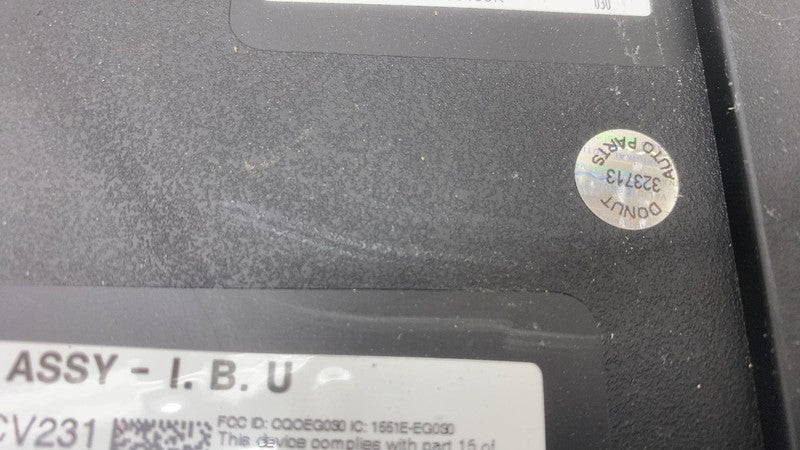 030
AUTO PARTS
323713
DONUT
ASSY - I. B. U
CV231
FCC ID: CQOEG030 IC: 1551E-EG030
This device complies with part 15 of